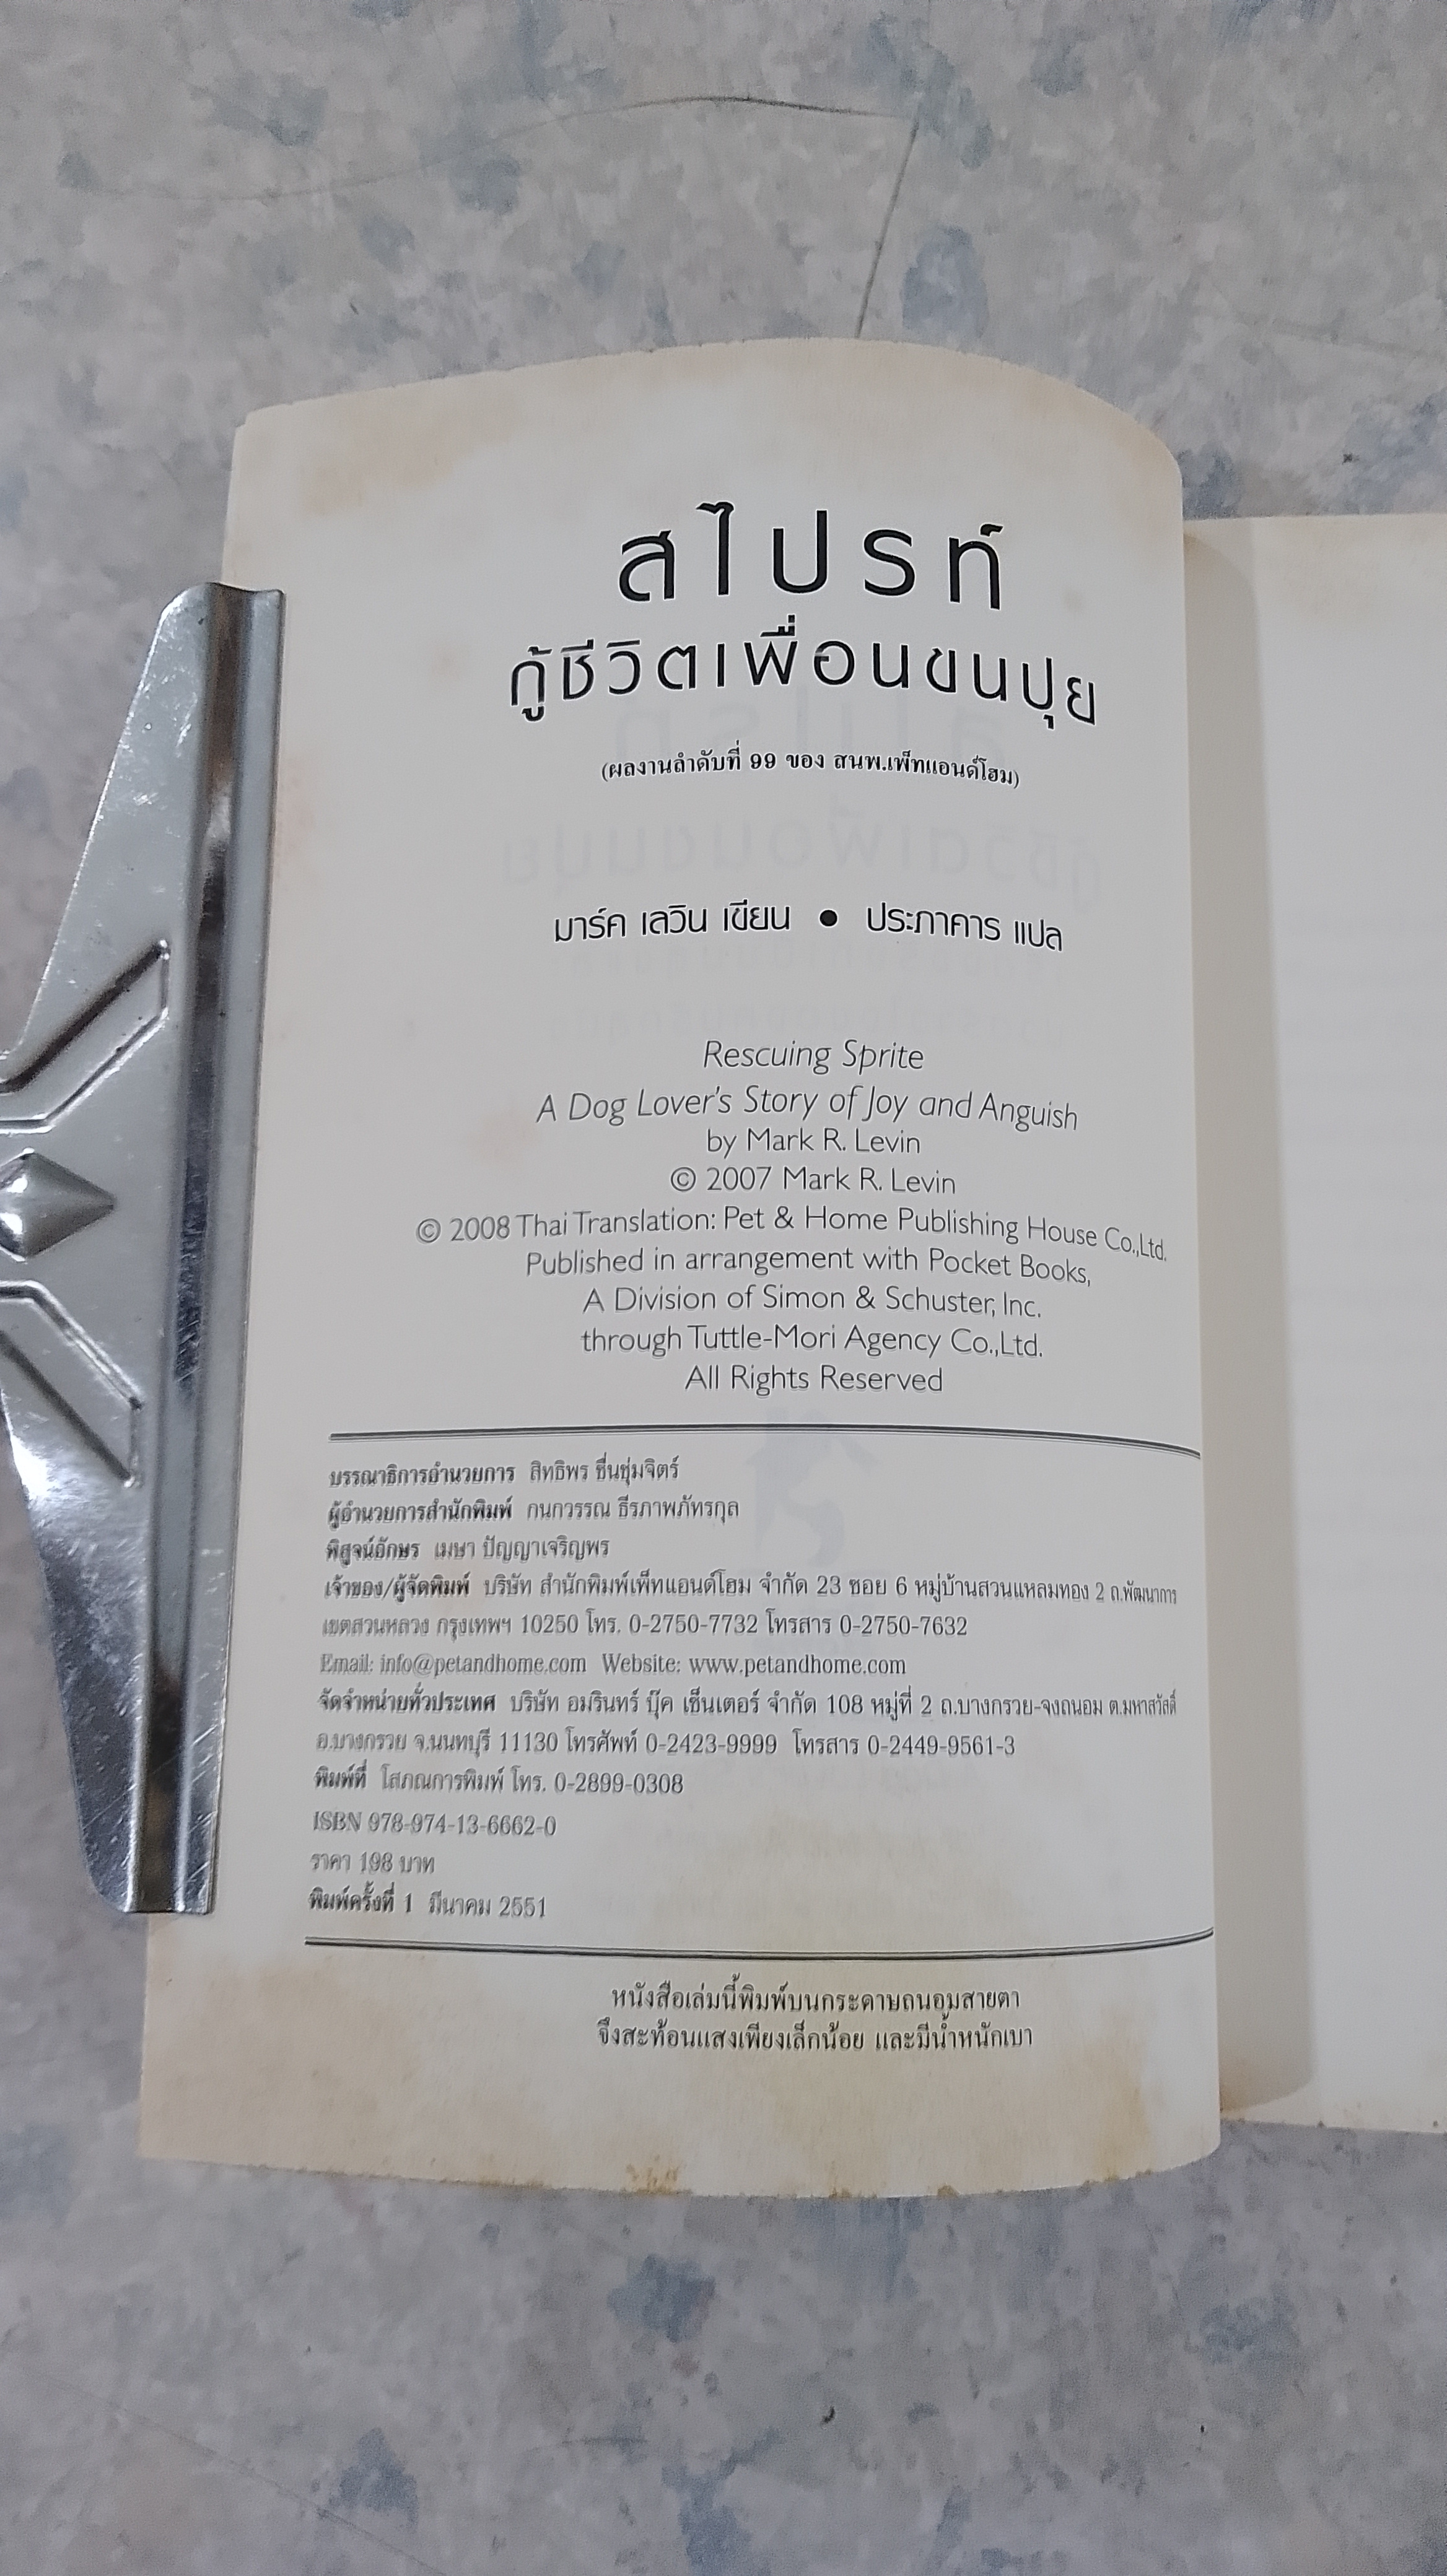 สไปรท์
กู้ชีวิตเพื่อนขนปุย
(ผลงานลำดับที่ 99 ของ สนพ.เพ็ทแอนด์โฮม)
มาร์ค เลวิน เขียน ● ประภาคาร แปล
Rescuing Sprite
A Dog Lover's Story of Joy and Anguish
by Mark R. Levin
© 2007 Mark R. Levin
© 2008 Thai Translation: Pet & Home Publishing House Co.,Ltd.
Published in arrangement with Pocket Books,
A Division of Simon & Schuster, Inc.
through Tuttle-Mori Agency Co.,Ltd.
All Rights Reserved
บรรณาธิการอำนวยการ สิทธิพร ชื่นชุ่มจิตร์
ผู้อำนวยการสำนักพิมพ์ กนกวรรณ ธีรภาพภัทรกุล
พิสูจน์อักษร เมษา ปัญญาเจริญพร
เจ้าของ/ผู้จัดพิมพ์ บริษัท สำนักพิมพ์เพ็ทแอนด์โฮม จำกัด 23 ซอย 6 หมู่บ้านสวนแหลมทอง 2 ถ.พัฒนาการ
เขตสวนหลวง กรุงเทพฯ 10250 โทร. 0-2750-7732 โทรสาร 0-2750-7632
Email: info@petandhome.com Website: www.petandhome.com
จัดจำหน่ายทั่วประเทศ บริษัท อมรินทร์ บุ๊ค เซ็นเตอร์ จำกัด 108 หมู่ที่ 2 ถ.บางกรวย-จงถนอม ต.มหาสวัสดิ์
อ.บางกรวย จ.นนทบุรี 11130 โทรศัพท์ 0-2423-9999 โทรสาร 0-2449-9561-3
พิมพ์ที่ โสภณการพิมพ์ โทร. 0-2899-0308
ISBN 978-974-13-6662-0
ราคา 198 บาท
พิมพ์ครั้งที่ 1 มีนาคม 2551
หนังสือเล่มนี้พิมพ์บนกระดาษถนอมสายตา
จึงสะท้อนแสงเพียงเล็กน้อย และมีน้ำหนักเบา